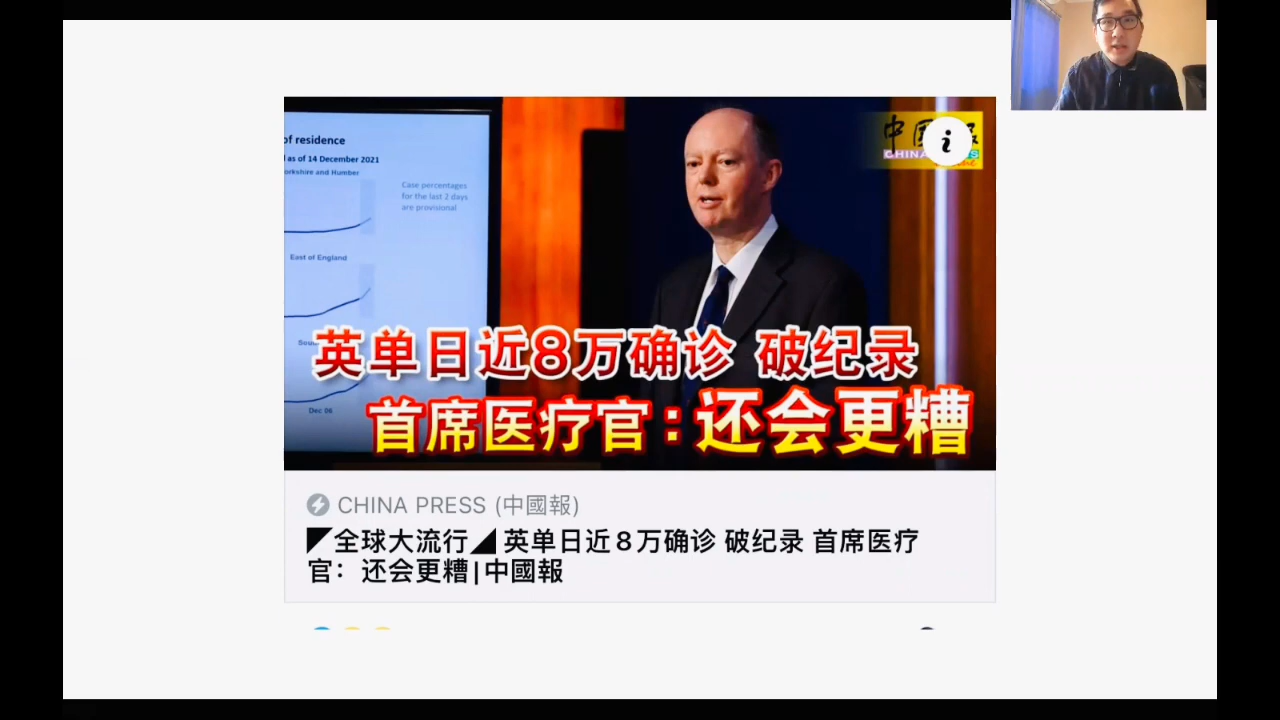 of residence
as of 14 December 2021
orkshire and Humber
Case percentages
for the last 2 days
are provisional
East of England
Sou
Dec 06
中國報
CHINA
i
英单日近8万确诊 破纪录
首席医疗官：还会更糟
CHINA PRESS (中國報)
◤全球大流行◢ 英单日近８万确诊 破纪录 首席医疗
官：还会更糟|中國報